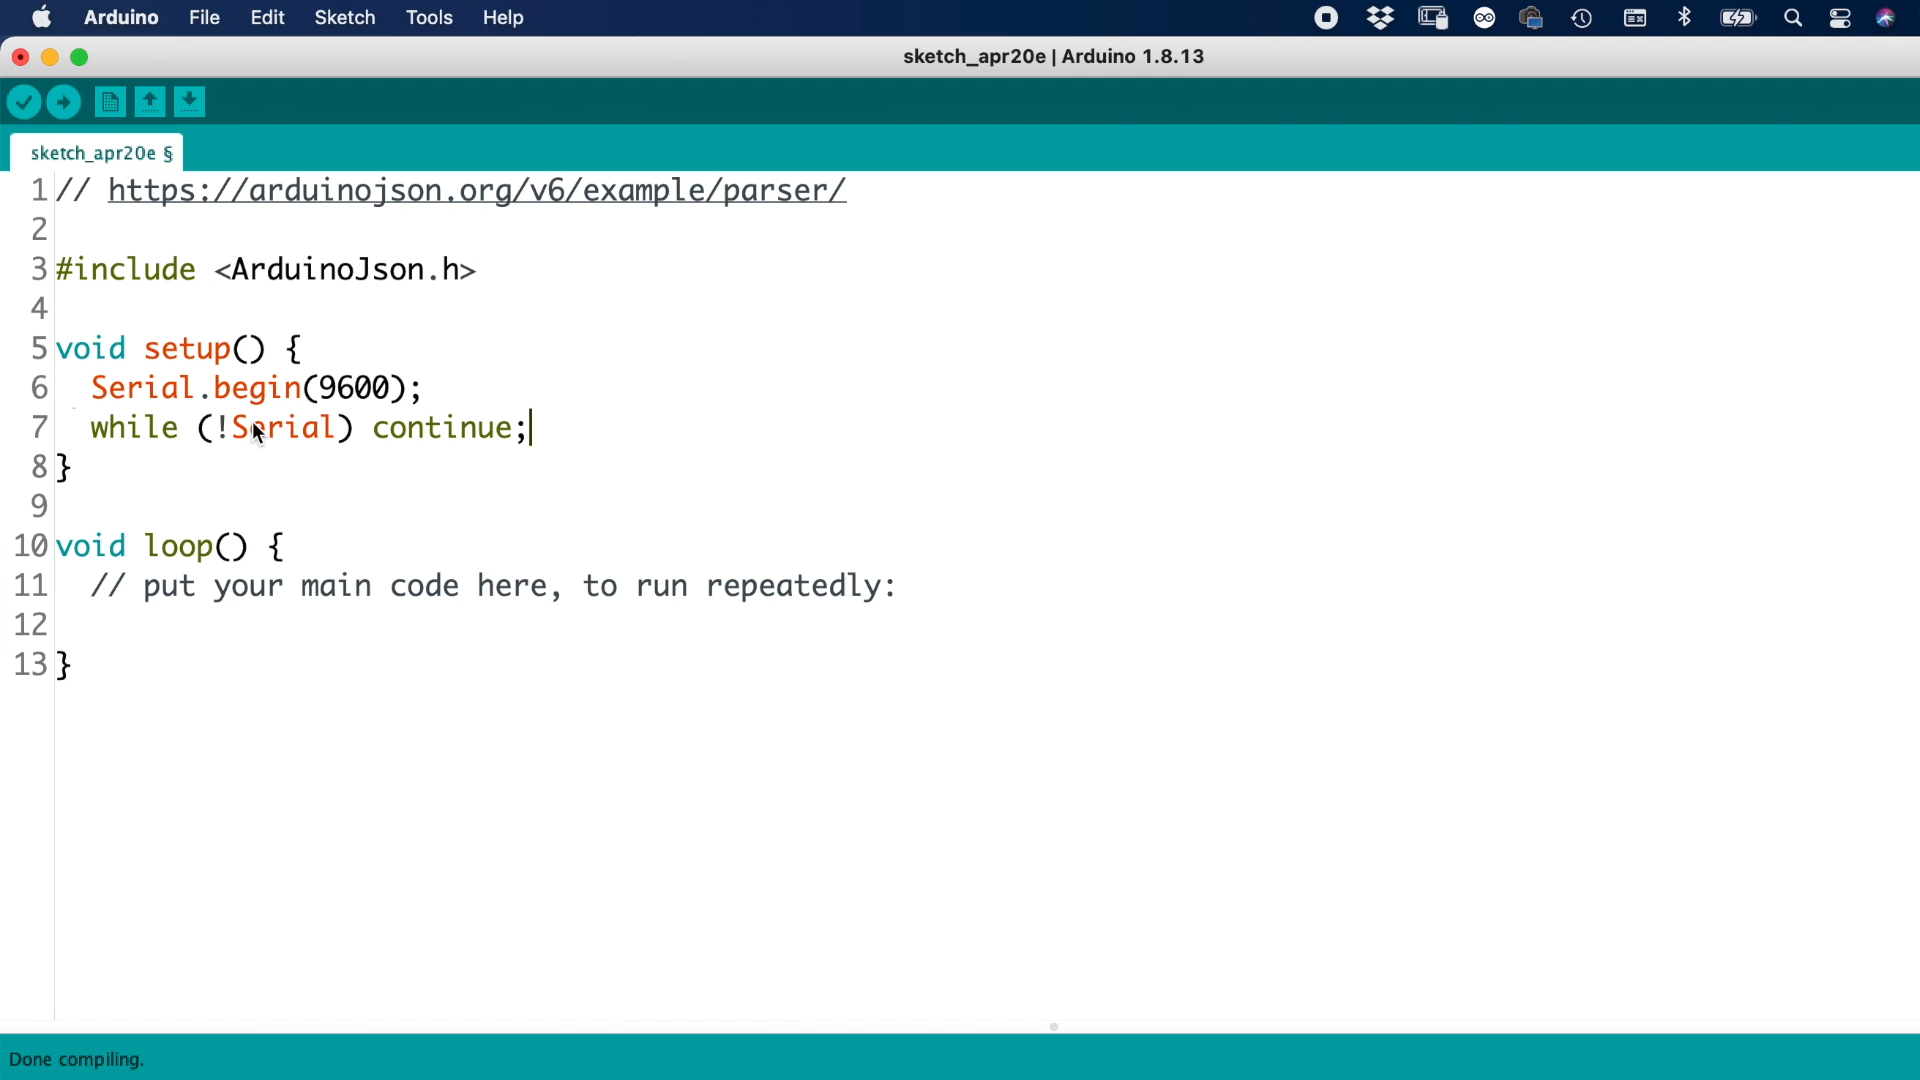 Arduino File Edit Sketch Tools Help
sketch_apr20e | Arduino 1.8.13
sketch_apr20e §
1 // https://arduinojson.org/v6/example/parser/
2
3 #include <ArduinoJson.h>
4
5 void setup() {
6   Serial.begin(9600);
7   while (!Serial) continue;
8 }
9
10 void loop() {
11   // put your main code here, to run repeatedly:
12
13 }
Done compiling.